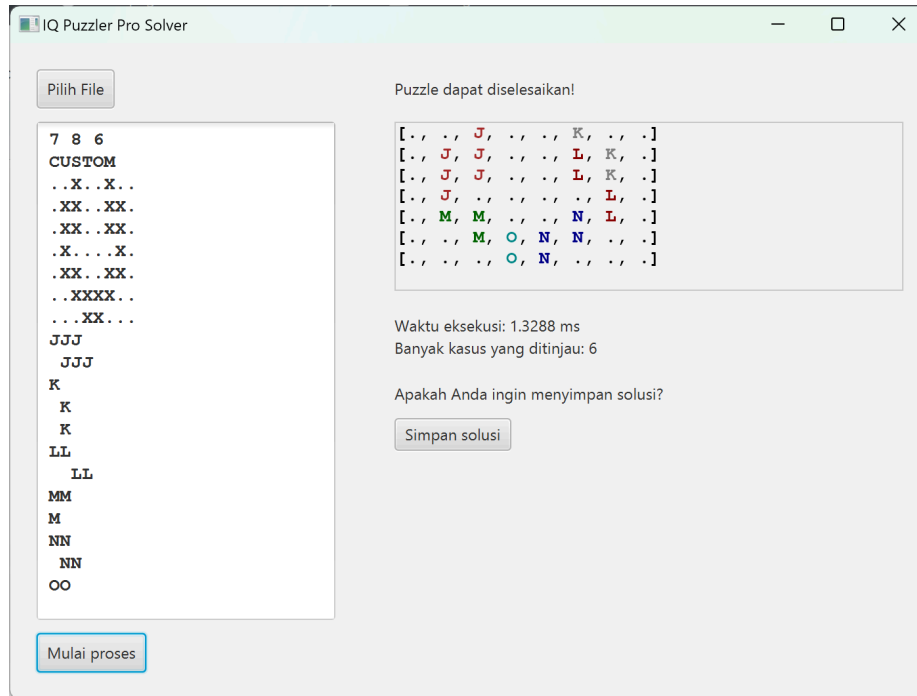 IQ Puzzler Pro Solver
Pilih File
7 8 6
CUSTOM
..X..X..
.XX..XX.
.XX..XX.
.X....X.
.XX..XX.
..XXXX..
...XX...
JJJ
 JJJ
K
 K
 K
LL
  LL
MM
M
NN
 NN
OO
Mulai proses
Puzzle dapat diselesaikan!
[., ., J, ., ., K, ., .]
[., J, J, ., ., L, K, .]
[., J, J, ., ., L, K, .]
[., J, ., ., ., ., L, .]
[., M, M, ., ., N, L, .]
[., ., M, O, N, N, ., .]
[., ., ., O, N, ., ., .]
Waktu eksekusi: 1.3288 ms
Banyak kasus yang ditinjau: 6
Apakah Anda ingin menyimpan solusi?
Simpan solusi